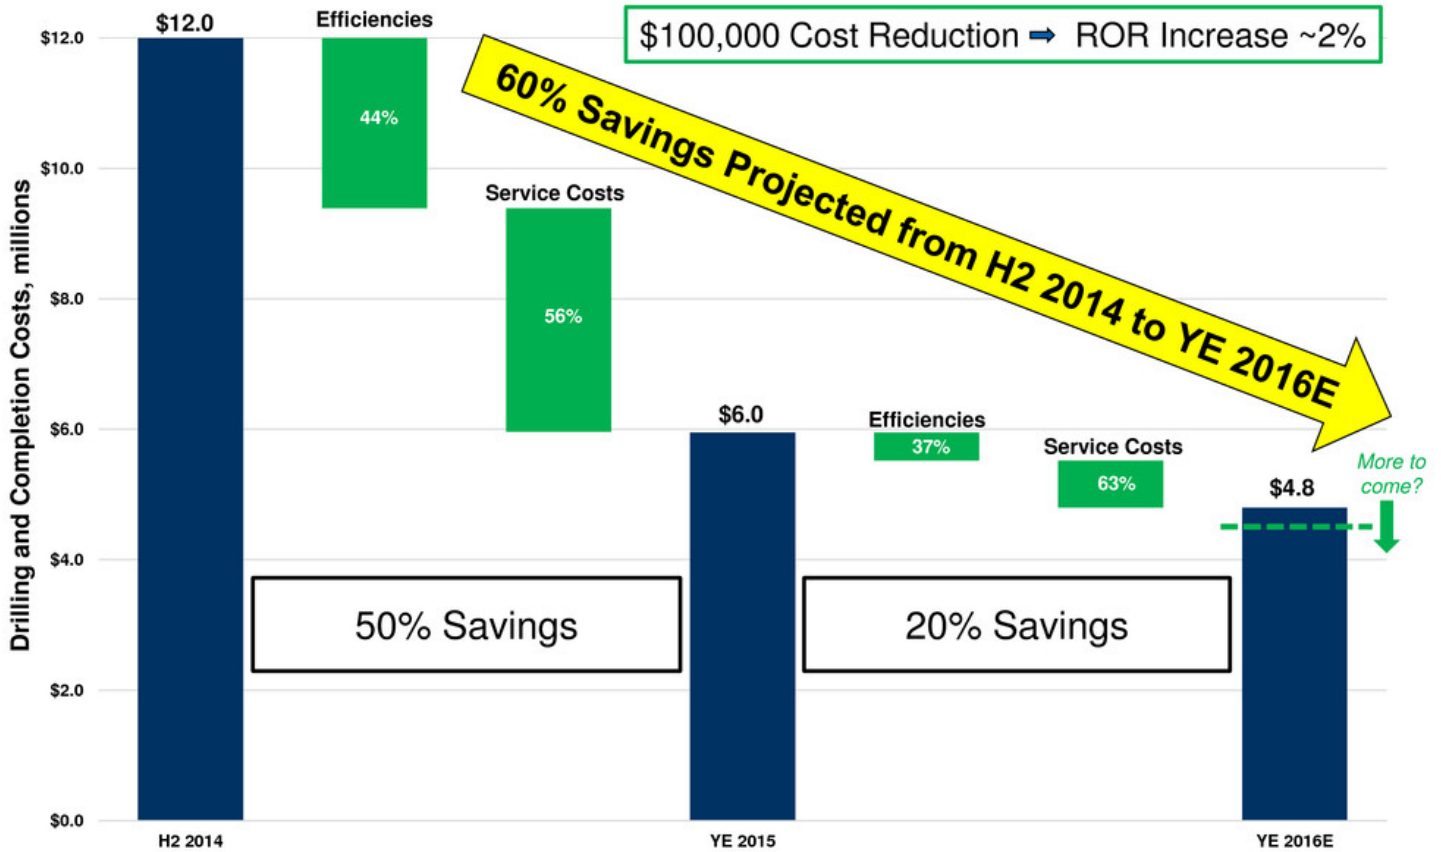 $100,000 Cost Reduction ➡ ROR Increase ~2%
60% Savings Projected from H2 2014 to YE 2016E
Drilling and Completion Costs, millions
$12.0
$10.0
$8.0
$6.0
$4.0
$2.0
$0.0
$12.0
Efficiencies
44%
Service Costs
56%
$6.0
Efficiencies
37%
Service Costs
63%
$4.8
More to
come?
50% Savings
20% Savings
H2 2014
YE 2015
YE 2016E